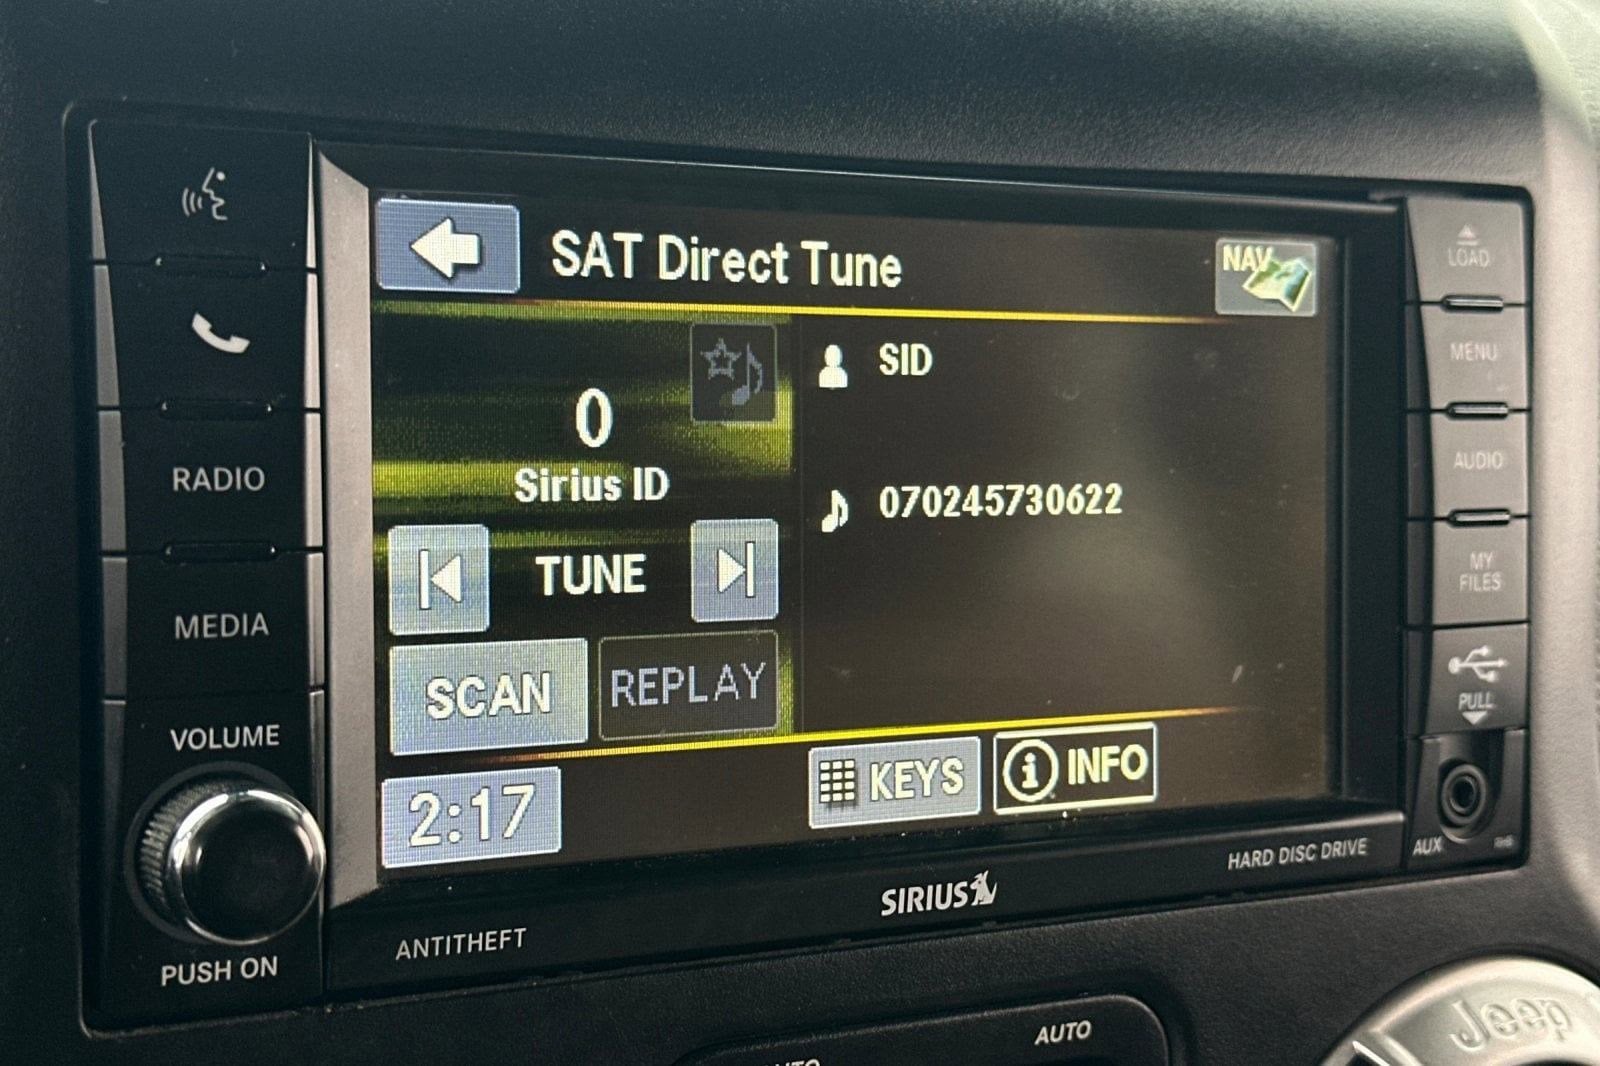 SAT Direct Tune
NAV
0
Sirius ID
SID
070245730622
TUNE
SCAN
REPLAY
2:17
KEYS
INFO
RADIO
MEDIA
VOLUME
PUSH ON
ANTITHEFT
SIRIUS
HARD DISC DRIVE
LOAD
MENU
AUDIO
MY
FILES
PULL
AUX
AUTO
Jeep